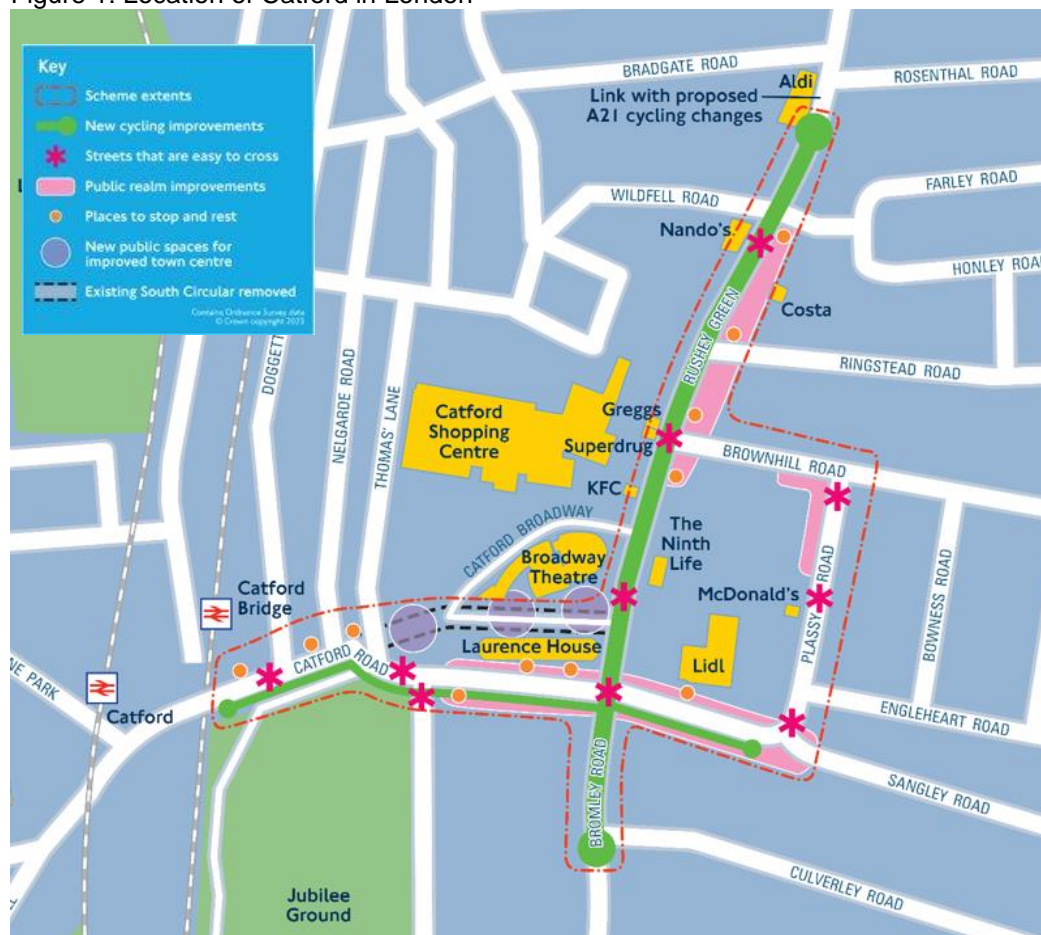 Figure 1: Location of Catford in London
Key
Scheme extents
New cycling improvements
Streets that are easy to cross
Public realm improvements
Places to stop and rest
New public spaces for
improved town centre
Existing South Circular removed
Contains Ordnance Survey data
© Crown copyright 2023
BRADGATE ROAD
Aldi
ROSENTHAL ROAD
Link with proposed
A21 cycling changes
FARLEY ROAD
WILDFELL ROAD
Nando's
HONLEY ROAD
Costa
RUSHEY GREEN
RINGSTEAD ROAD
DOGGETT
NELGARDE ROAD
THOMAS' LANE
Catford
Shopping
Centre
Greggs
Superdrug
BROWNHILL ROAD
KFC
CATFORD BROADWAY
The
Ninth
Life
Broadway
Theatre
McDonald's
PLASSY ROAD
BOWNESS ROAD
Catford
Bridge
Laurence House
CATFORD ROAD
Lidl
NE PARK
Catford
ENGLEHEART ROAD
SANGLEY ROAD
BROMLEY ROAD
CULVERLEY ROAD
Jubilee
Ground